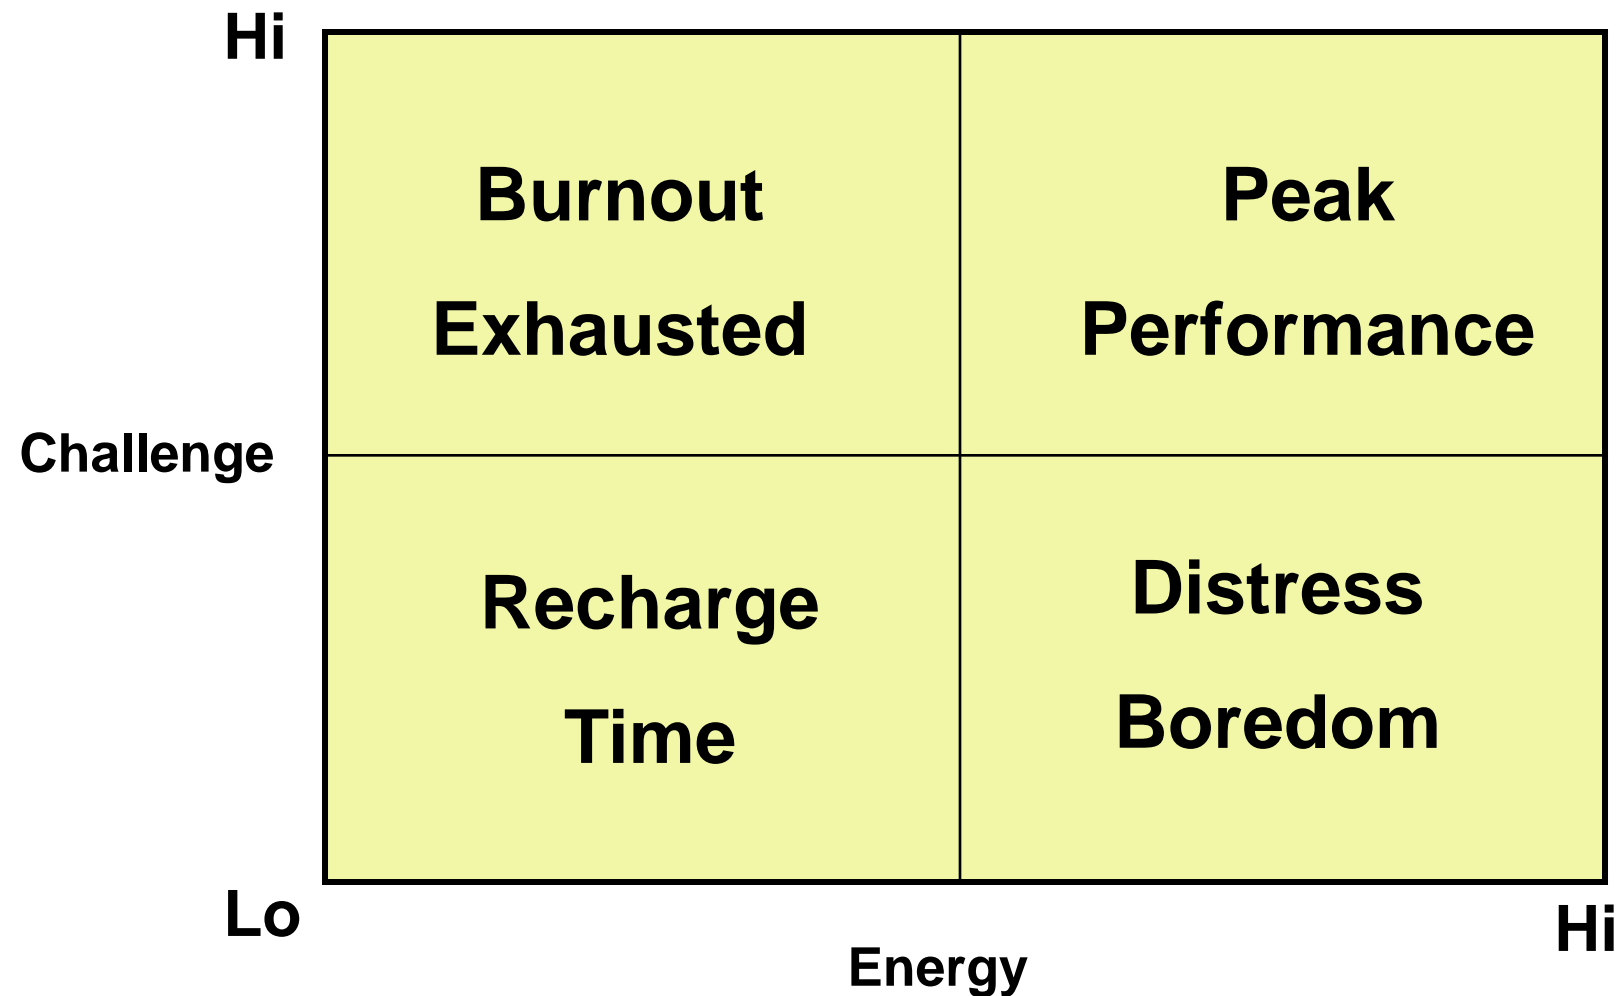 Hi
Burnout
Exhausted
Peak
Performance
Challenge
Recharge
Time
Distress
Boredom
Lo
Hi
Energy